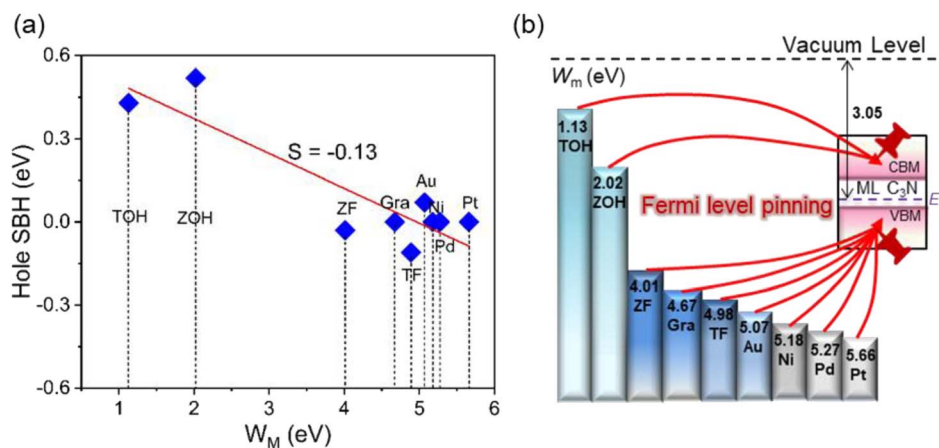 (a)
Hole SBH (eV)
0.6
0.3
0.0
-0.3
-0.6
S = -0.13
TOH
ZOH
ZF
Gra
TF
Au
Ni
Pd
Pt
1
2
3
4
5
6
W_M (eV)
(b)
Vacuum Level
W_m (eV)
3.05
1.13
TOH
2.02
ZOH
Fermi level pinning
CBM
ML C₃N
E
VBM
4.01
ZF
4.67
Gra
4.98
TF
5.07
Au
5.18
Ni
5.27
Pd
5.66
Pt